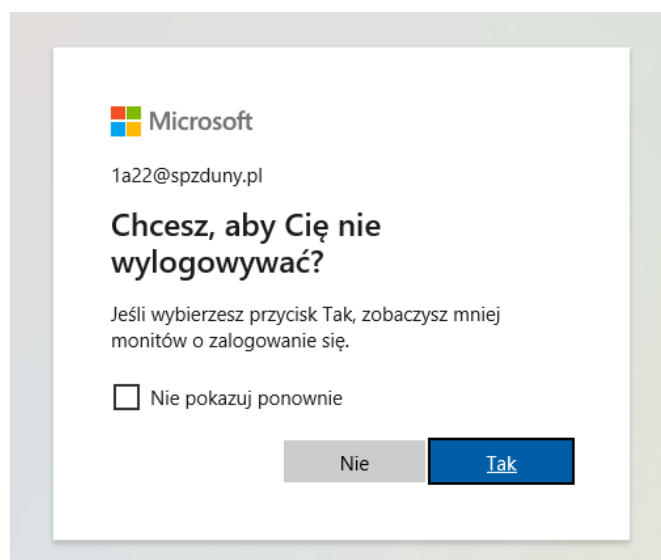 Microsoft
1a22@spzduny.pl
Chcesz, aby Cię nie
wylogowywać?
Jeśli wybierzesz przycisk Tak, zobaczysz mniej
monitów o zalogowanie się.
Nie pokazuj ponownie
Nie
Tak